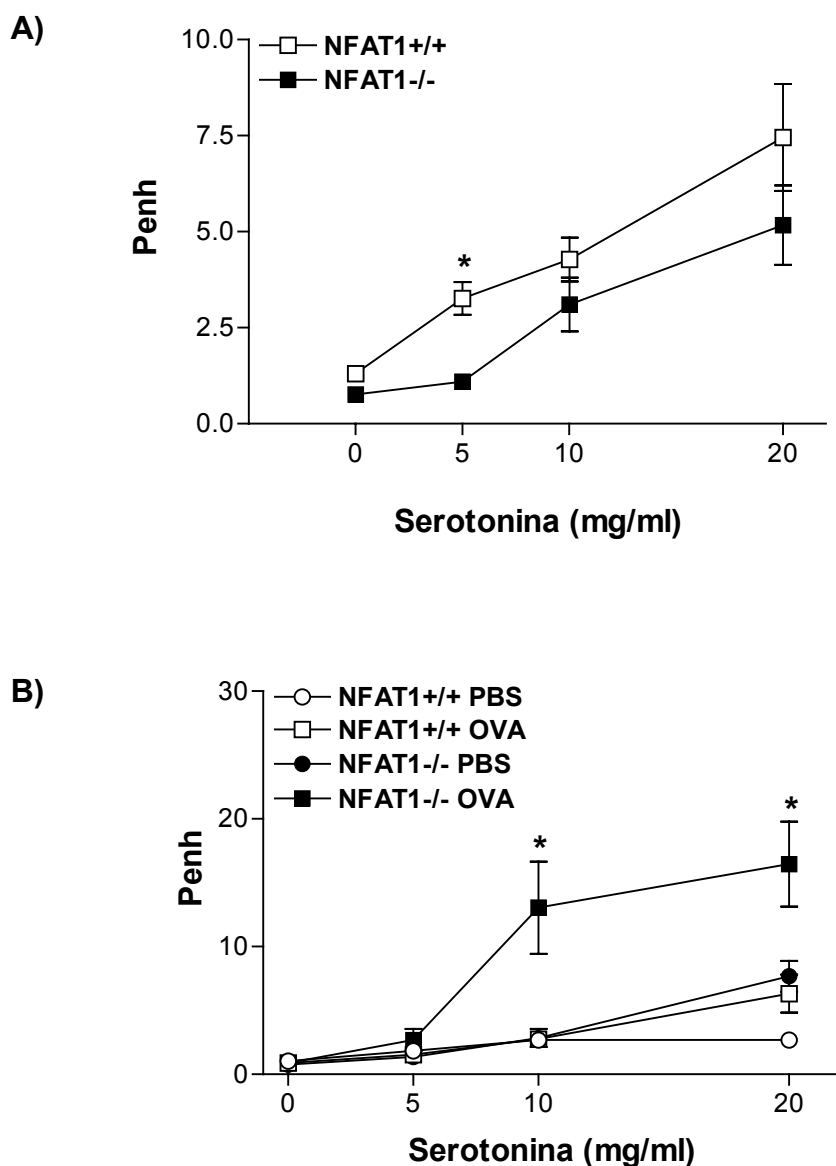 A)
10.0
NFAT1+/+
NFAT1-/-
7.5
Penh
5.0
*
2.5
0.0
0 5 10 20
Serotonina (mg/ml)
B)
30
NFAT1+/+ PBS
NFAT1+/+ OVA
NFAT1-/- PBS
NFAT1-/- OVA
20
*
*
Penh
10
0
0 5 10 20
Serotonina (mg/ml)